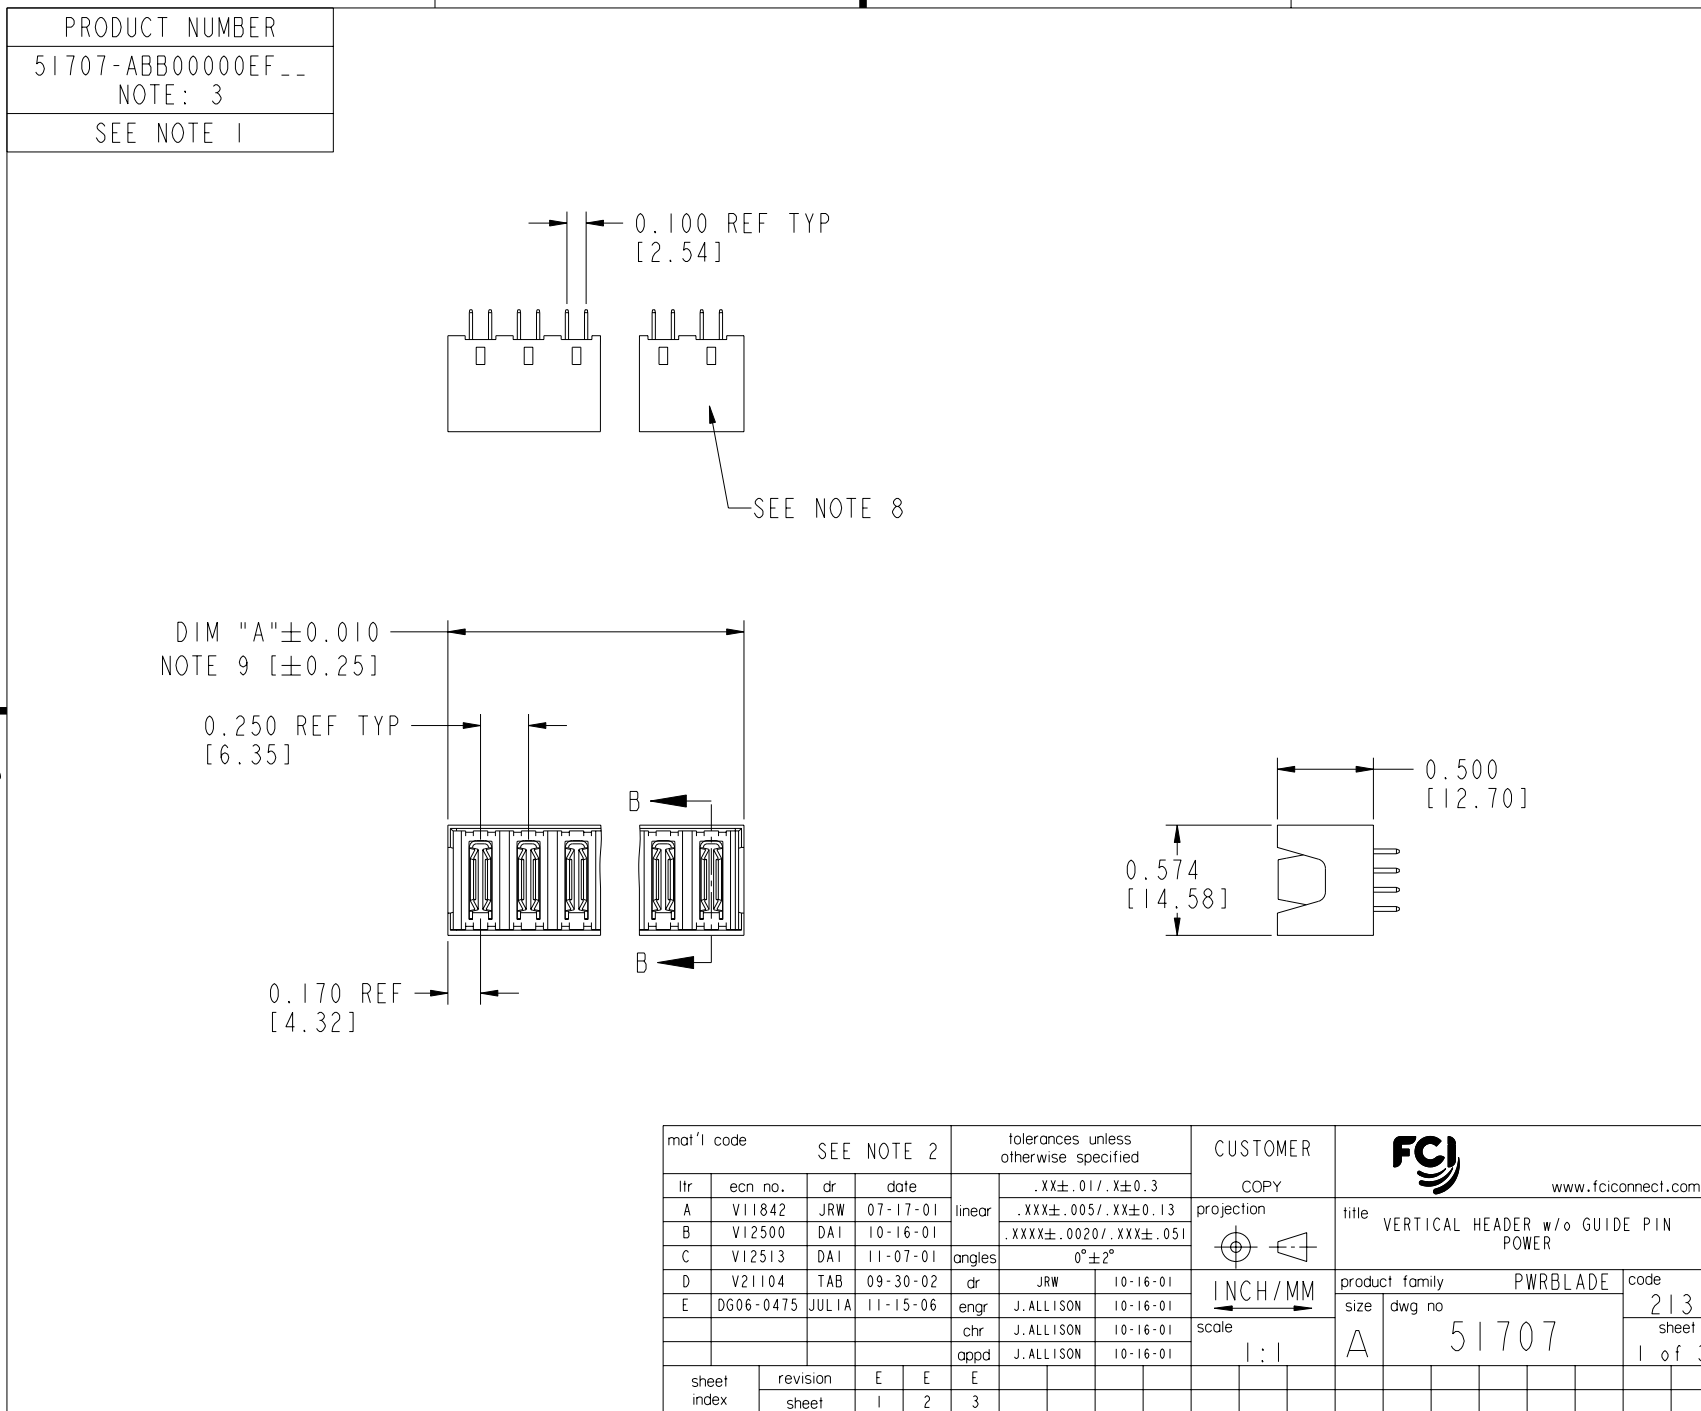 PRODUCT NUMBER
51707-ABB00000EF__
NOTE: 3
SEE NOTE 1
0.100 REF TYP
[2.54]
SEE NOTE 8
DIM "A"±0.010
NOTE 9 [±0.25]
0.250 REF TYP
[6.35]
B
B
0.170 REF
[4.32]
0.500
[12.70]
0.574
[14.58]
mat'l code SEE NOTE 2
ltr ecn no. dr date
A V11842 JRW 07-17-01
B V12500 DAI 10-16-01
C V12513 DAI 11-07-01
D V21104 TAB 09-30-02
E DG06-0475 JULIA 11-15-06
tolerances unless
otherwise specified
linear
.XX±.01/.X±0.3
.XXX±.005/.XX±0.13
.XXXX±.0020/.XXX±.051
angles 0°±2°
dr JRW 10-16-01
engr J.ALLISON 10-16-01
chr J.ALLISON 10-16-01
appd J.ALLISON 10-16-01
CUSTOMER
COPY
projection
INCH/MM
scale
1:1
FCI
www.fciconnect.com
title VERTICAL HEADER w/o GUIDE PIN
POWER
product family PWRBLADE
code
213
size
A
dwg no
51707
sheet
1 of 3
sheet
index
revision E E E
sheet 1 2 3